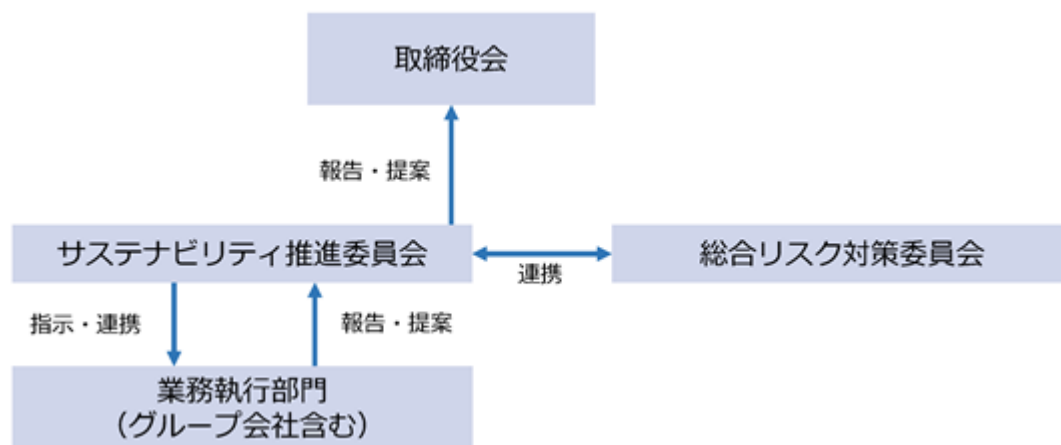 取締役会
報告・提案
サステナビリティ推進委員会
連携
総合リスク対策委員会
指示・連携
報告・提案
業務執行部門
（グループ会社含む）